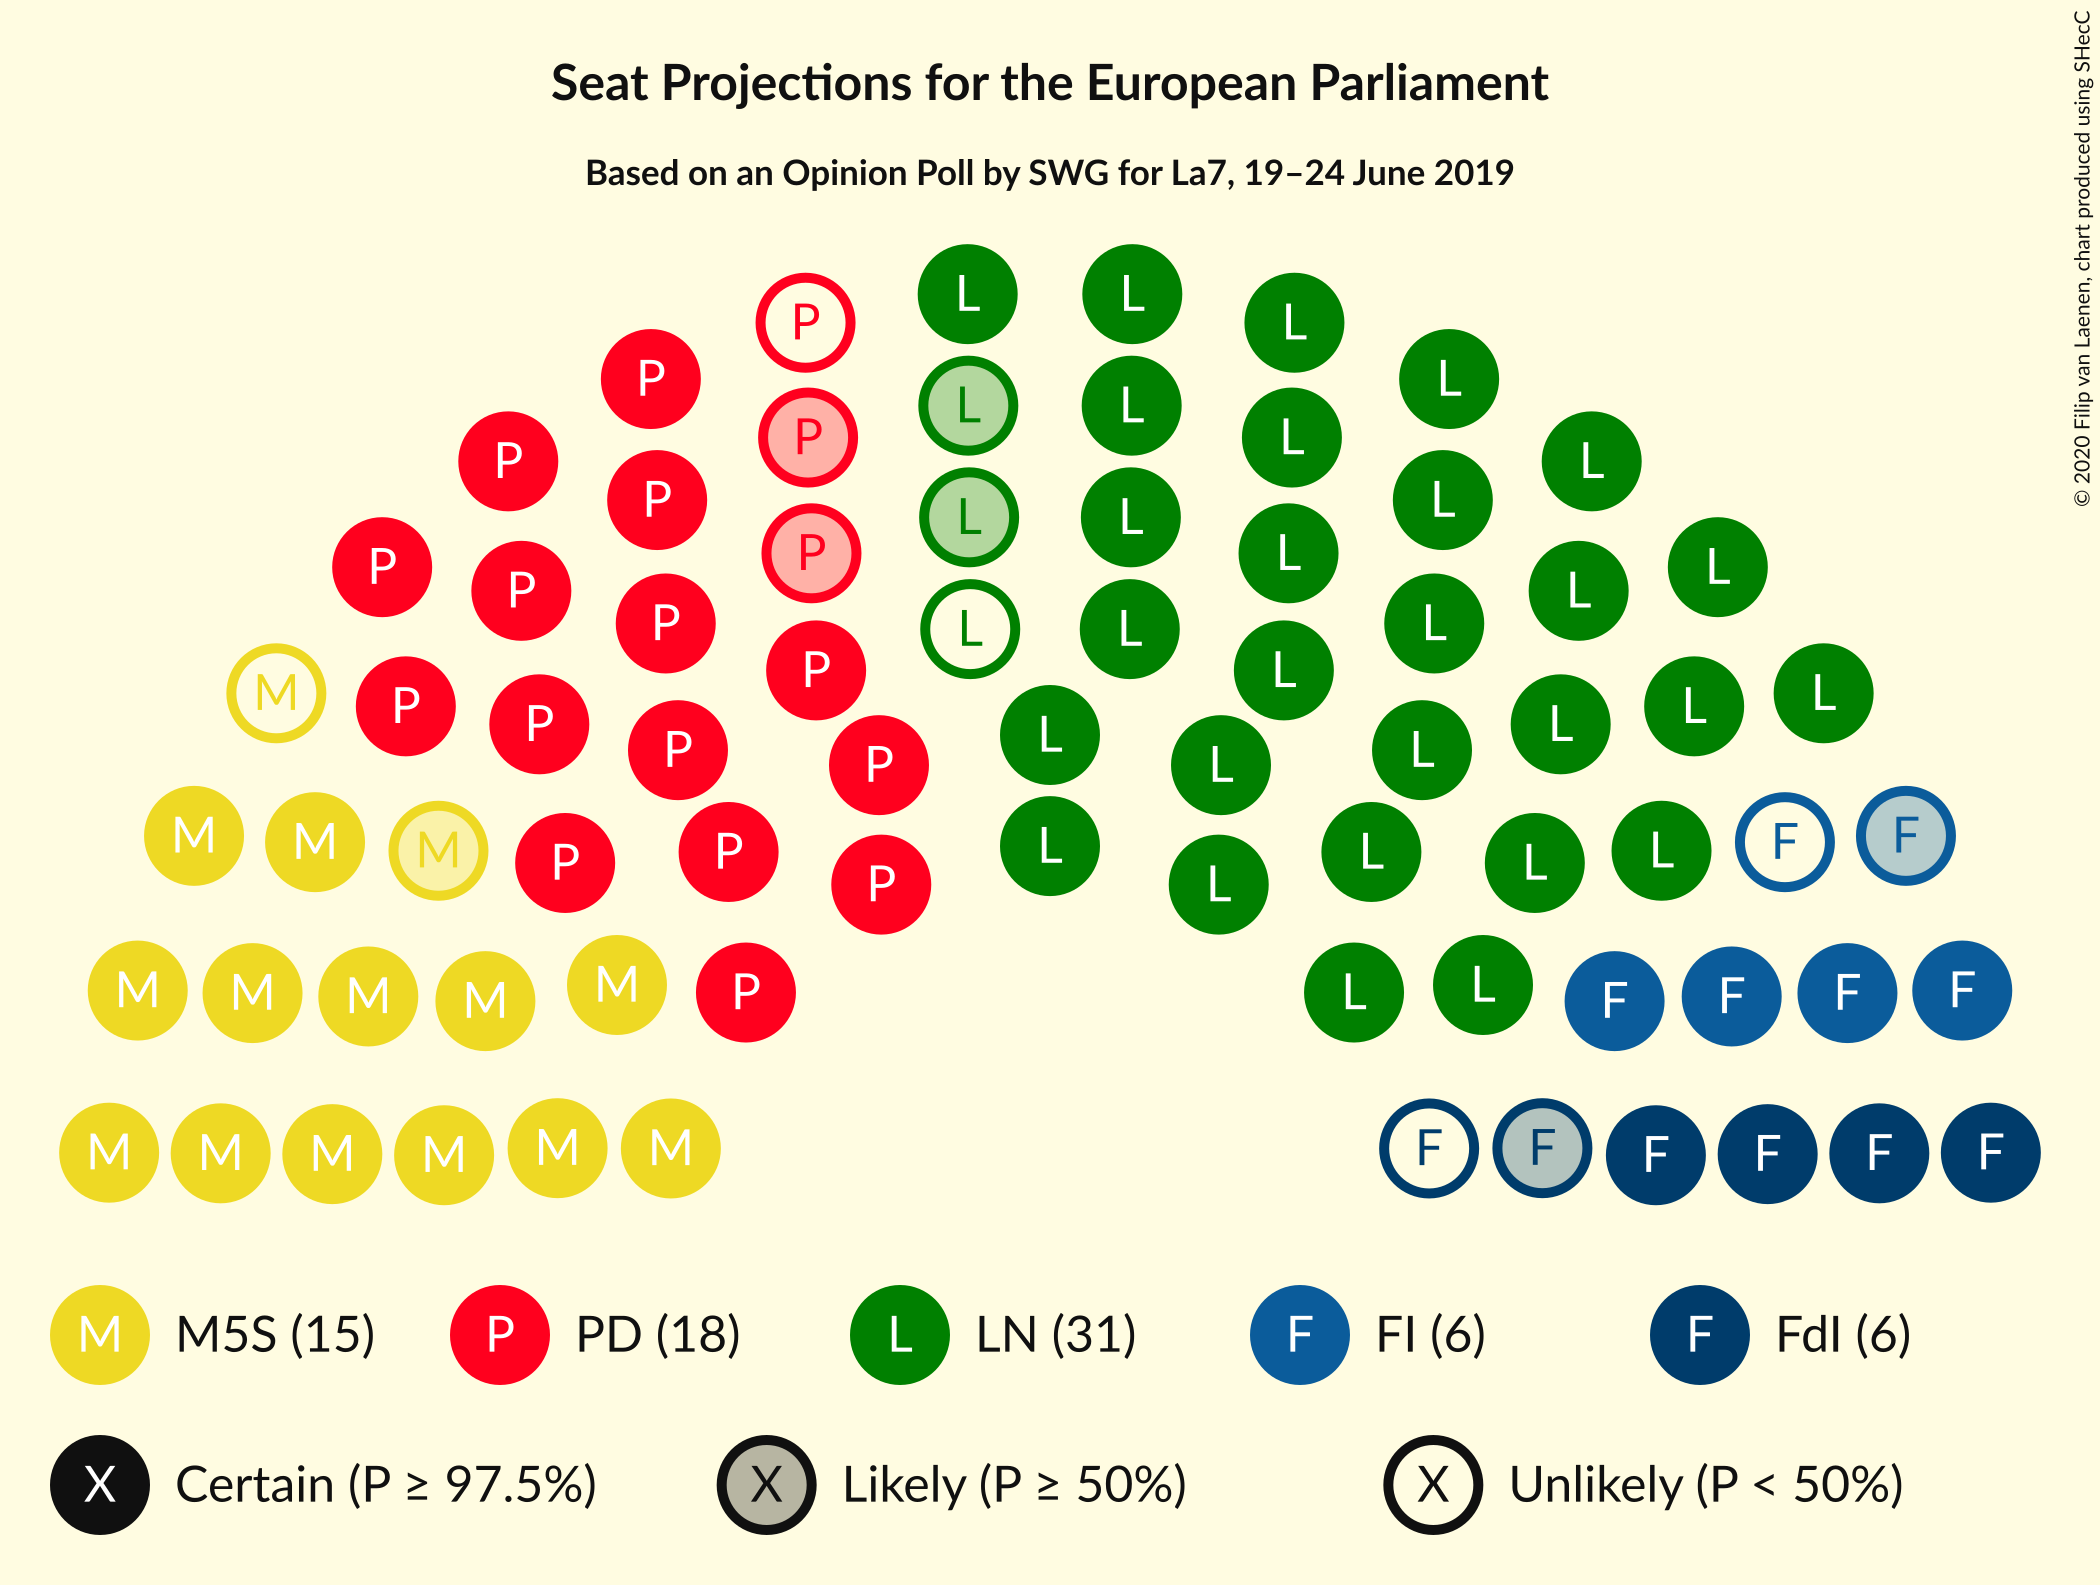 Seat Projections for the European Parliament
Based on an Opinion Poll by SWG for La7, 19–24 June 2019
© 2020 Filip van Laenen, chart produced using SHecC
L L
P L L
P L P L L
P L
P L L P L L
P P L L
P L P L L
P P L L
L L
P P L L
M P P L L L
P P L L
L
P L
M M M P P L L L F F
L
P L
M M M M M P L L F F F F
M M M M M M F F F F F F
M M5S (15) P PD (18) L LN (31) F FI (6) F FdI (6)
X Certain (P ≥ 97.5%) X Likely (P ≥ 50%) X Unlikely (P < 50%)